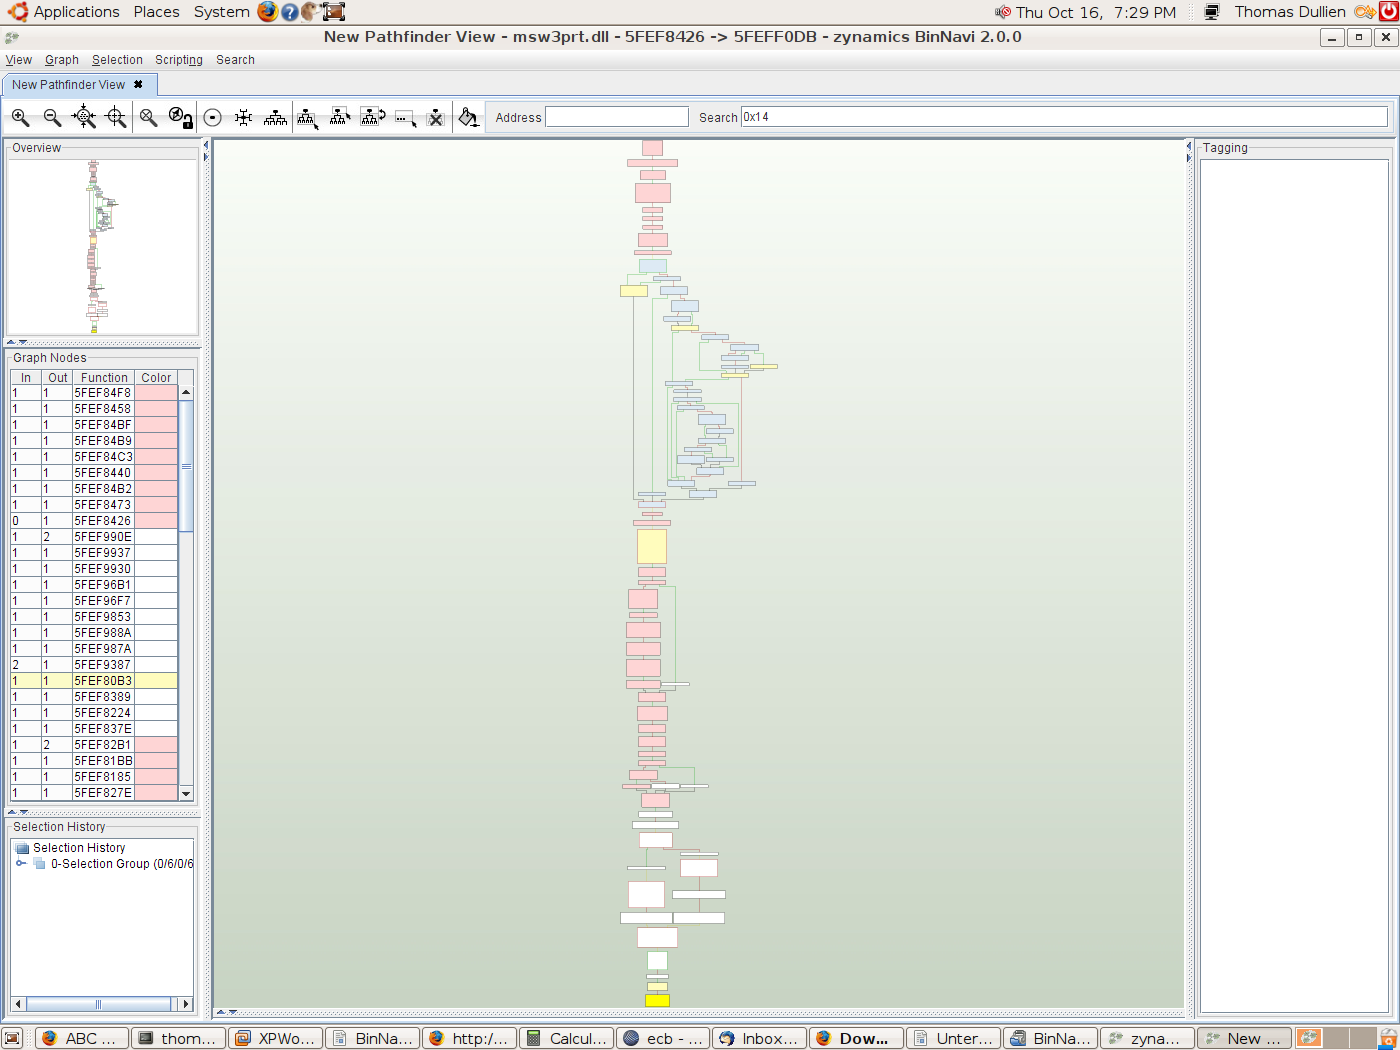 Applications Places System Thu Oct 16, 7:29 PM Thomas Dullien
New Pathfinder View - msw3prt.dll - 5FEF8426 -> 5FEFF0DB - zynamics BinNavi 2.0.0
View Graph Selection Scripting Search
New Pathfinder View
Address Search 0x14
Overview
Tagging
Graph Nodes
In Out Function Color
1 1 5FEF84F8
1 1 5FEF8458
1 1 5FEF84BF
1 1 5FEF84B9
1 1 5FEF84C3
1 1 5FEF8440
1 1 5FEF84B2
1 1 5FEF8473
0 1 5FEF8426
1 2 5FEF990E
1 1 5FEF9937
1 1 5FEF9930
1 1 5FEF96B1
1 1 5FEF96F7
1 1 5FEF9853
1 1 5FEF988A
1 1 5FEF987A
2 1 5FEF9387
1 1 5FEF80B3
1 1 5FEF8389
1 1 5FEF8224
1 1 5FEF837E
1 2 5FEF82B1
1 1 5FEF81BB
1 1 5FEF8185
1 1 5FEF827E
Selection History
Selection History
0-Selection Group (0/6/0/6
ABC ... thom... XPWo... BinNa... http:/... Calcul... ecb - ... Inbox... Dow... Unter... BinNa... zyna... New ...